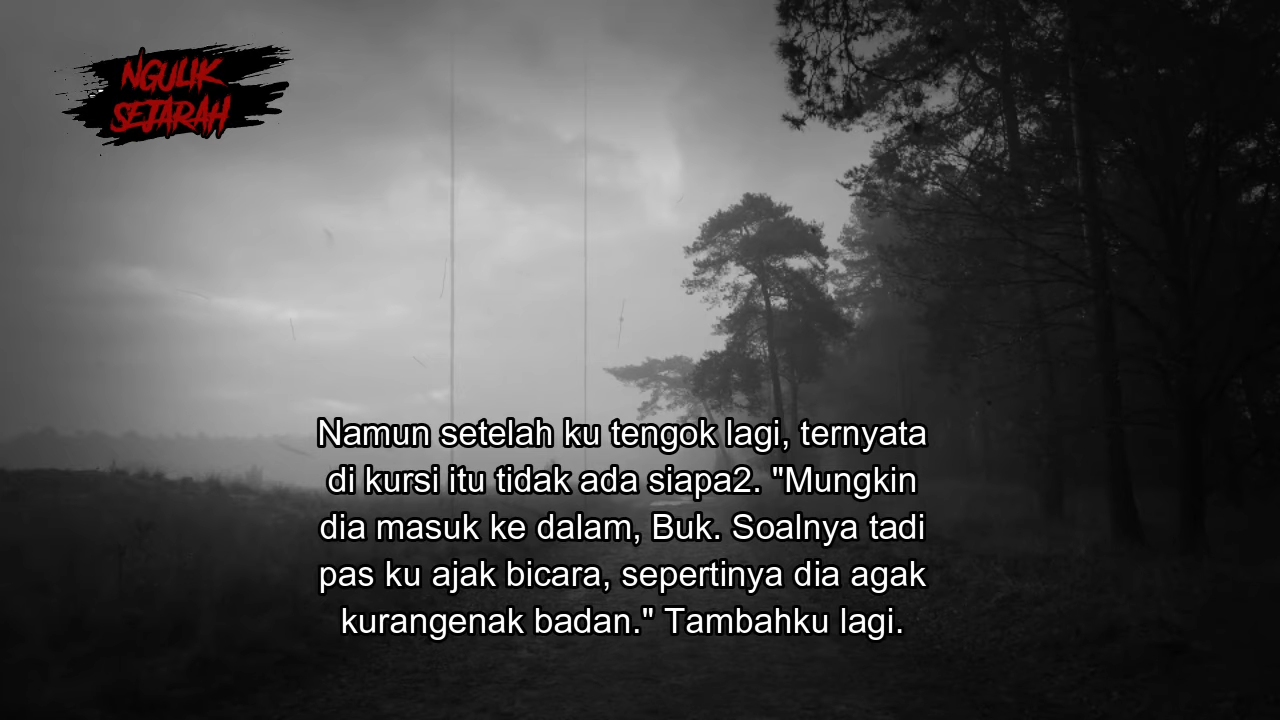 NGULIK
SEJARAH
Namun setelah ku tengok lagi, ternyata
di kursi itu tidak ada siapa2. "Mungkin
dia masuk ke dalam, Buk. Soalnya tadi
pas ku ajak bicara, sepertinya dia agak
kurangenak badan." Tambahku lagi.